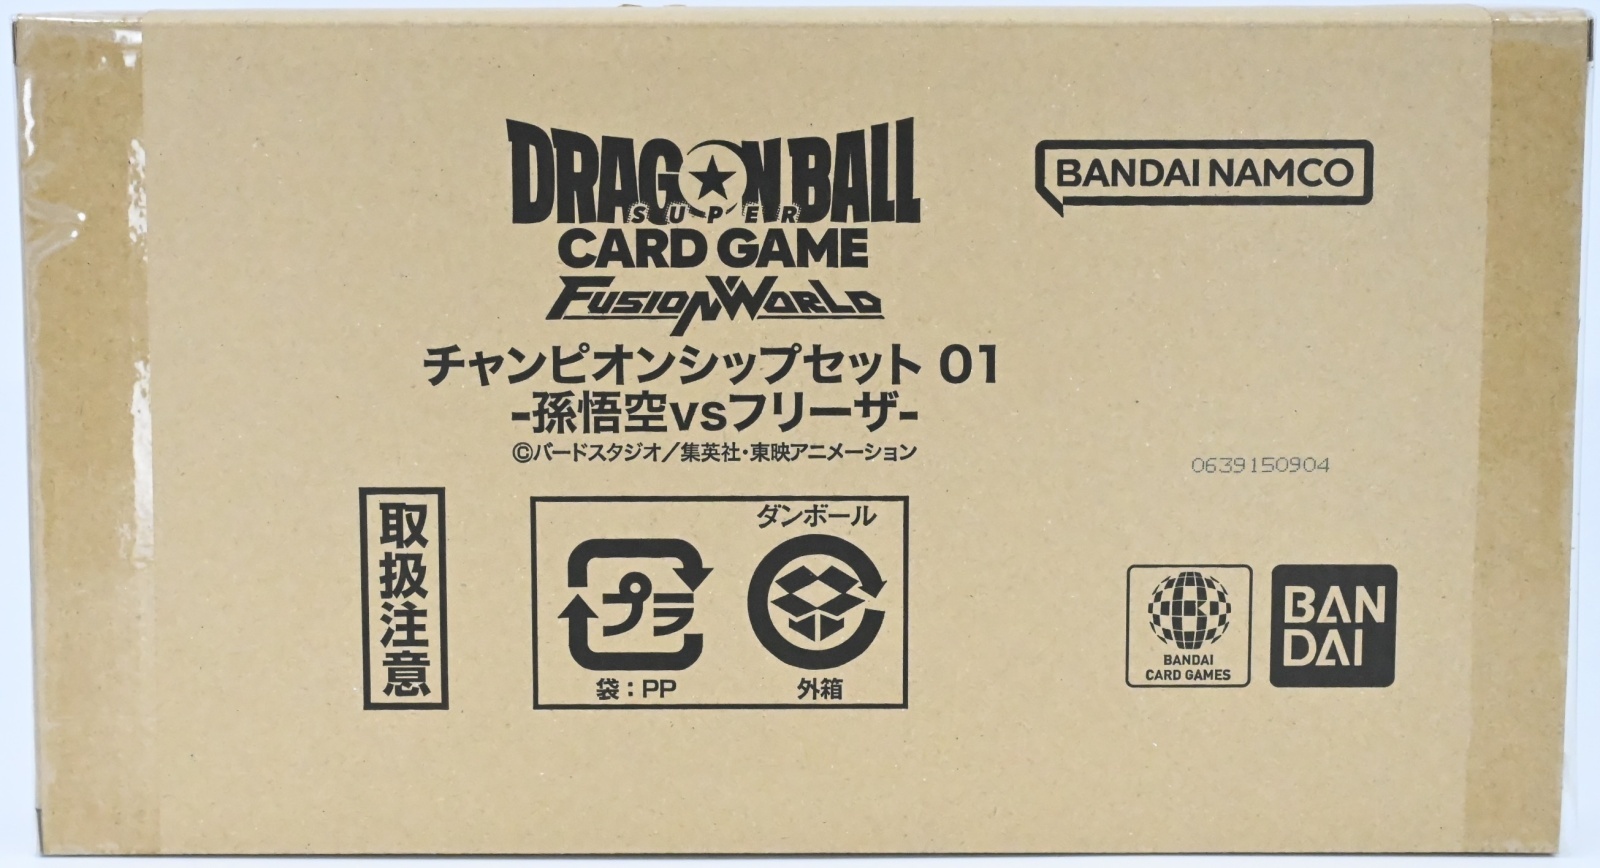 DRAGON BALL
SUPER
CARD GAME
FUSION WORLD
チャンピオンシップセット 01
-孫悟空vsフリーザ-
©バードスタジオ／集英社・東映アニメーション
BANDAI NAMCO
0639150904
取扱注意
ダンボール
プラ
袋：PP
外箱
BANDAI
CARD GAMES
BAN
DAI